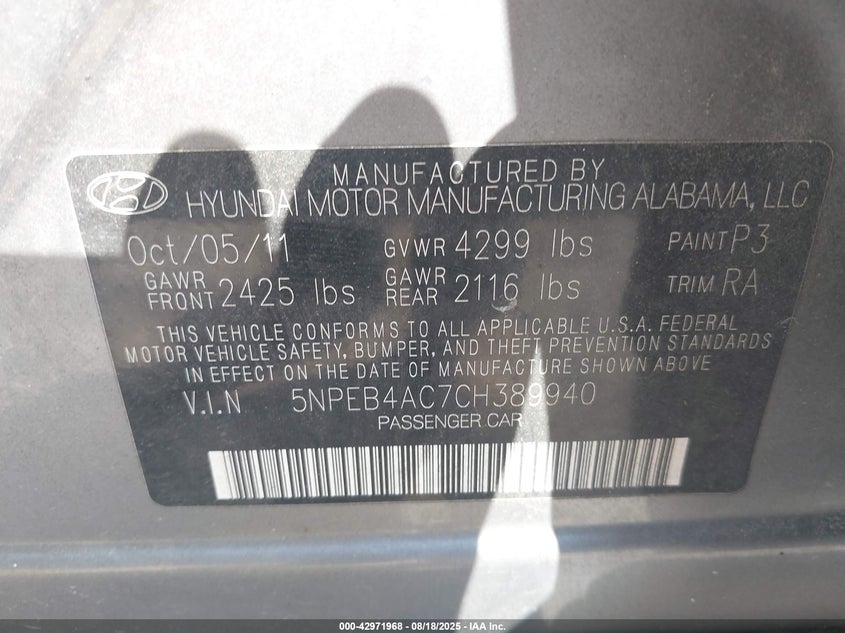 MANUFACTURED BY
HYUNDAI MOTOR MANUFACTURING ALABAMA, LLC
Oct/05/11 GVWR 4299 lbs PAINT P3
GAWR FRONT 2425 lbs GAWR REAR 2116 lbs TRIM RA
THIS VEHICLE CONFORMS TO ALL APPLICABLE U.S.A. FEDERAL
MOTOR VEHICLE SAFETY, BUMPER, AND THEFT PREVENTION STANDARDS
IN EFFECT ON THE DATE OF MANUFACTURE SHOWN ABOVE
V.I.N 5NPEB4AC7CH389940
PASSENGER CAR
000-42971968 - 08/18/2025 - IAA Inc.